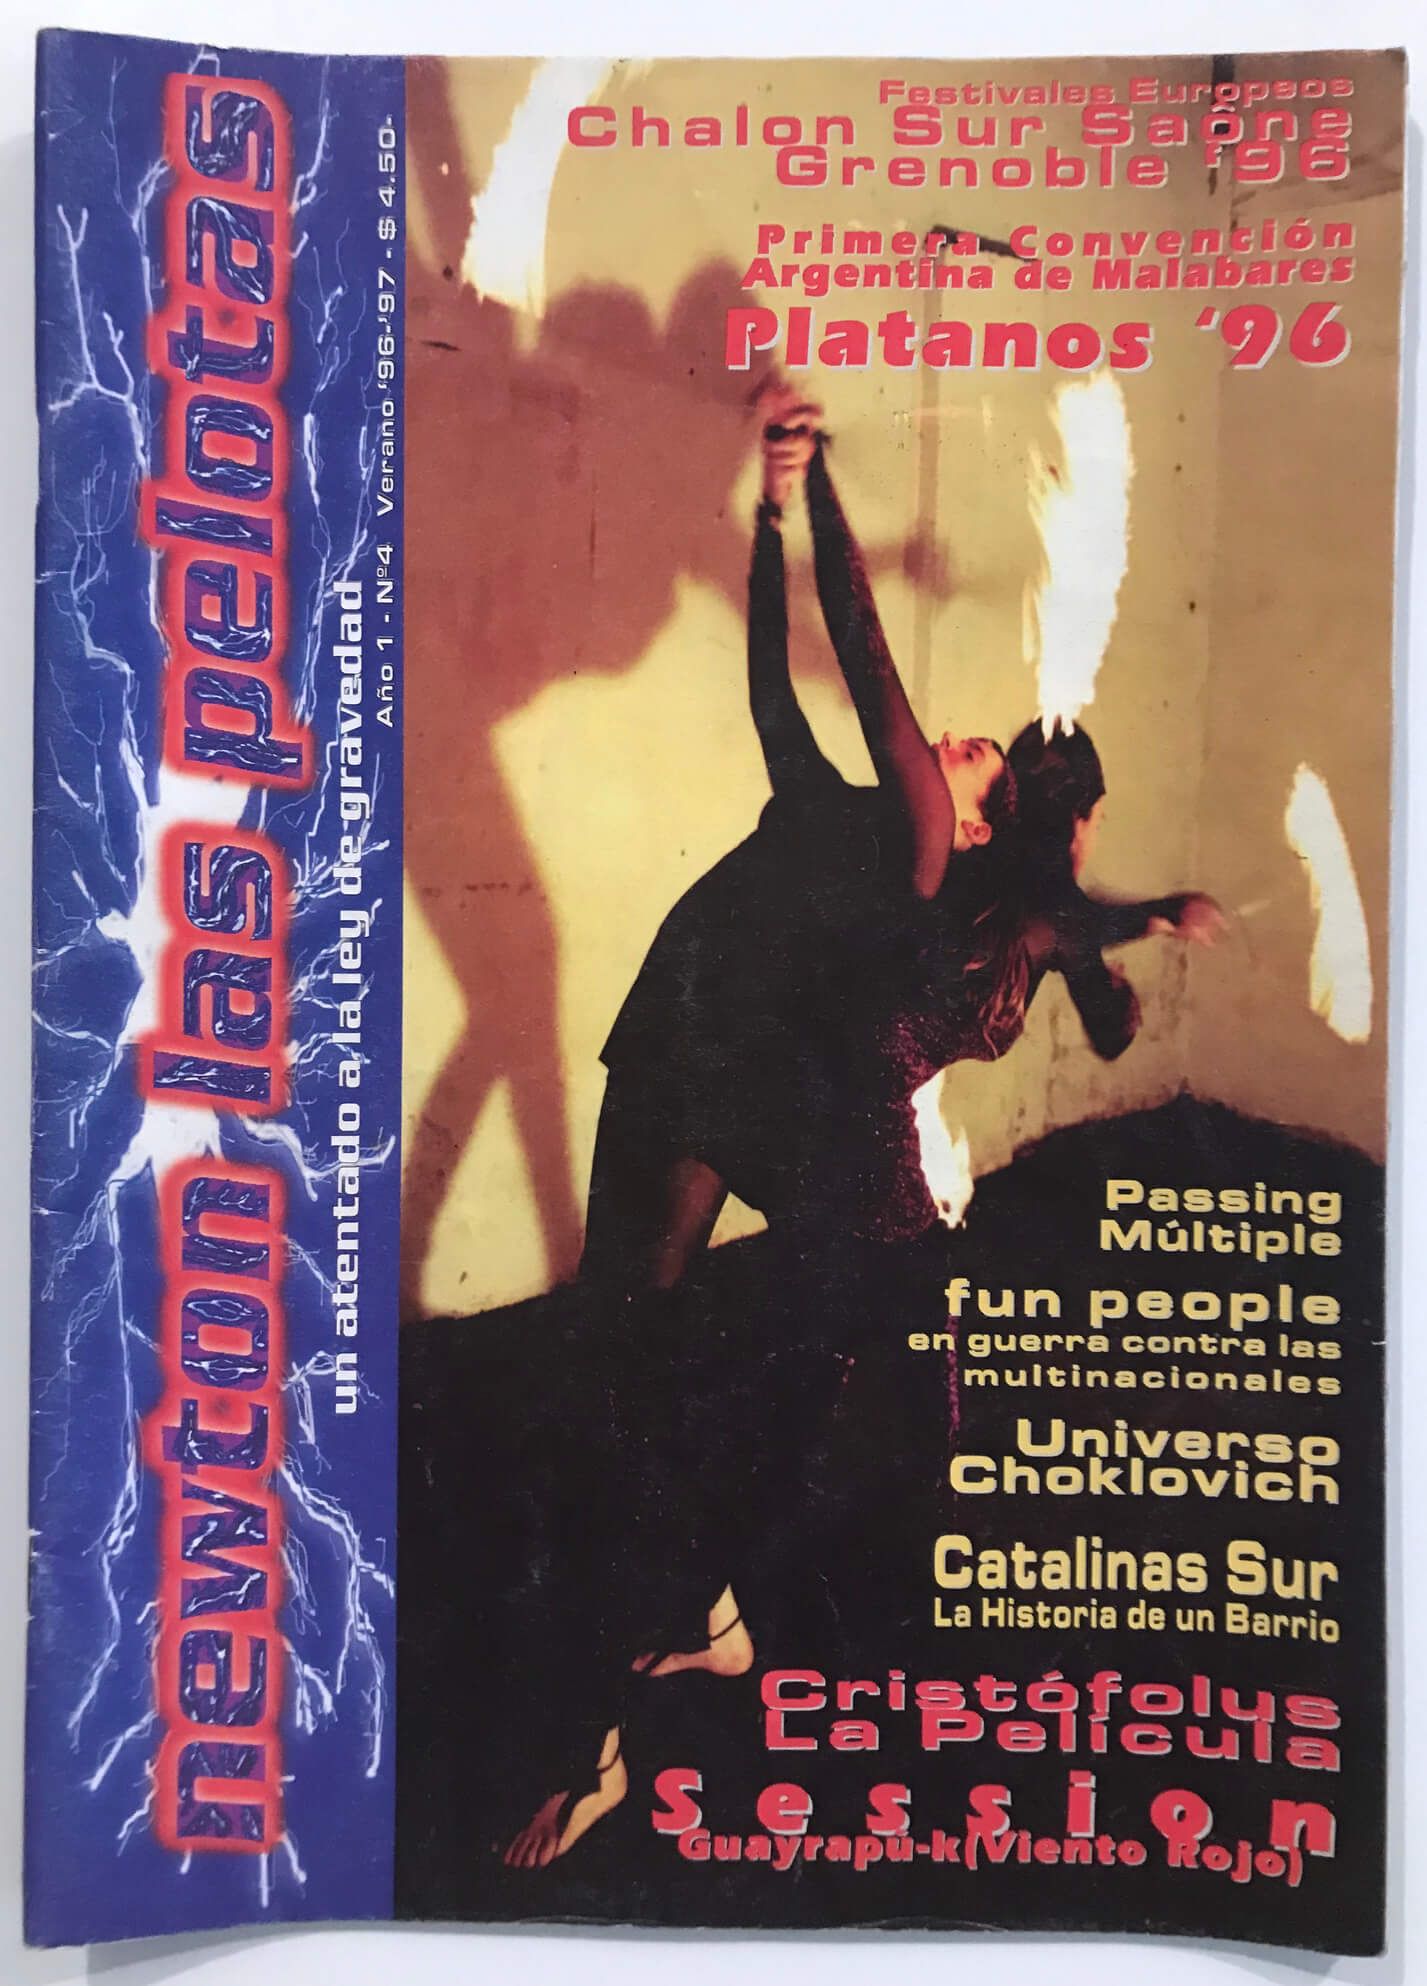 newton las pelotas
un atentado a la ley de gravedad
Año 1 - Nº4 Verano '96-'97 - $ 4.50-
Festivales Europeos
Chalon Sur Saône
Grenoble '96
Primera Convención
Argentina de Malabares
Platanos '96
Passing
Múltiple
fun people
en guerra contra las
multinacionales
Universo
Choklovich
Catalinas Sur
La Historia de un Barrio
Cristófolus
La Película
Session
Guayrapú-k(Viento Rojo)